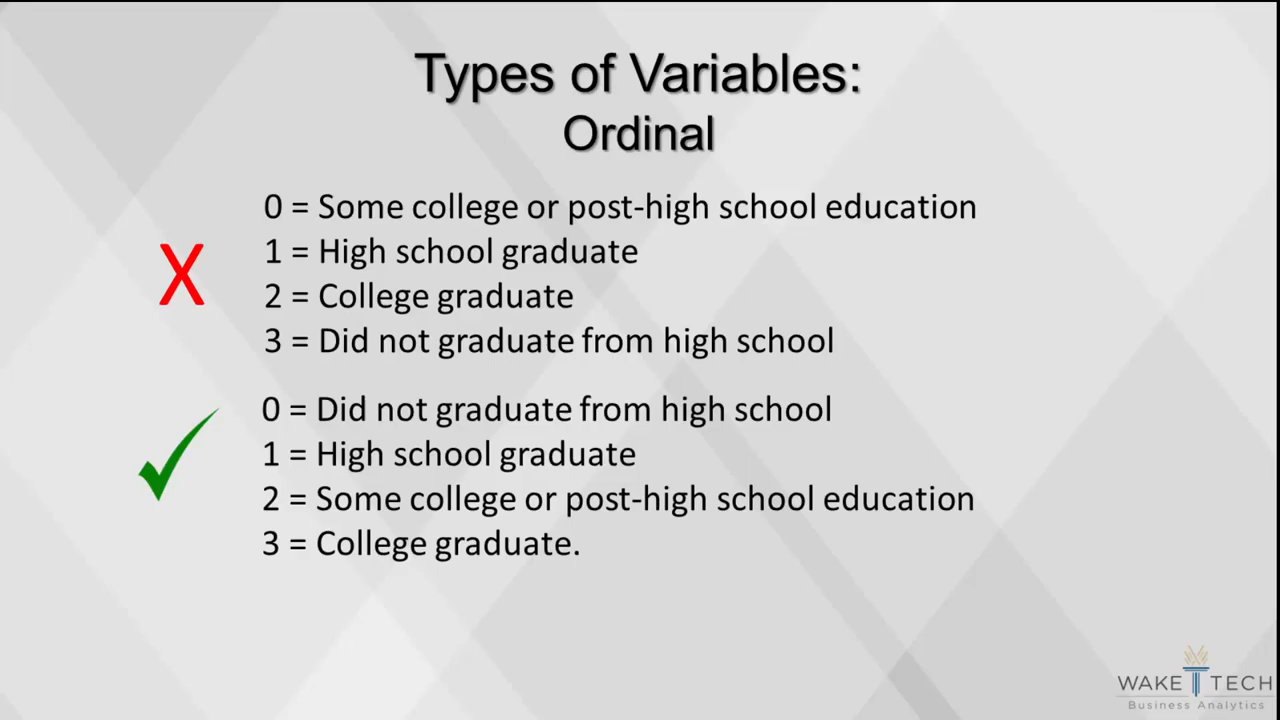 Types of Variables:
Ordinal
0 = Some college or post-high school education
1 = High school graduate
2 = College graduate
3 = Did not graduate from high school
X
0 = Did not graduate from high school
1 = High school graduate
2 = Some college or post-high school education
3 = College graduate.
WAKE TECH
Business Analytics